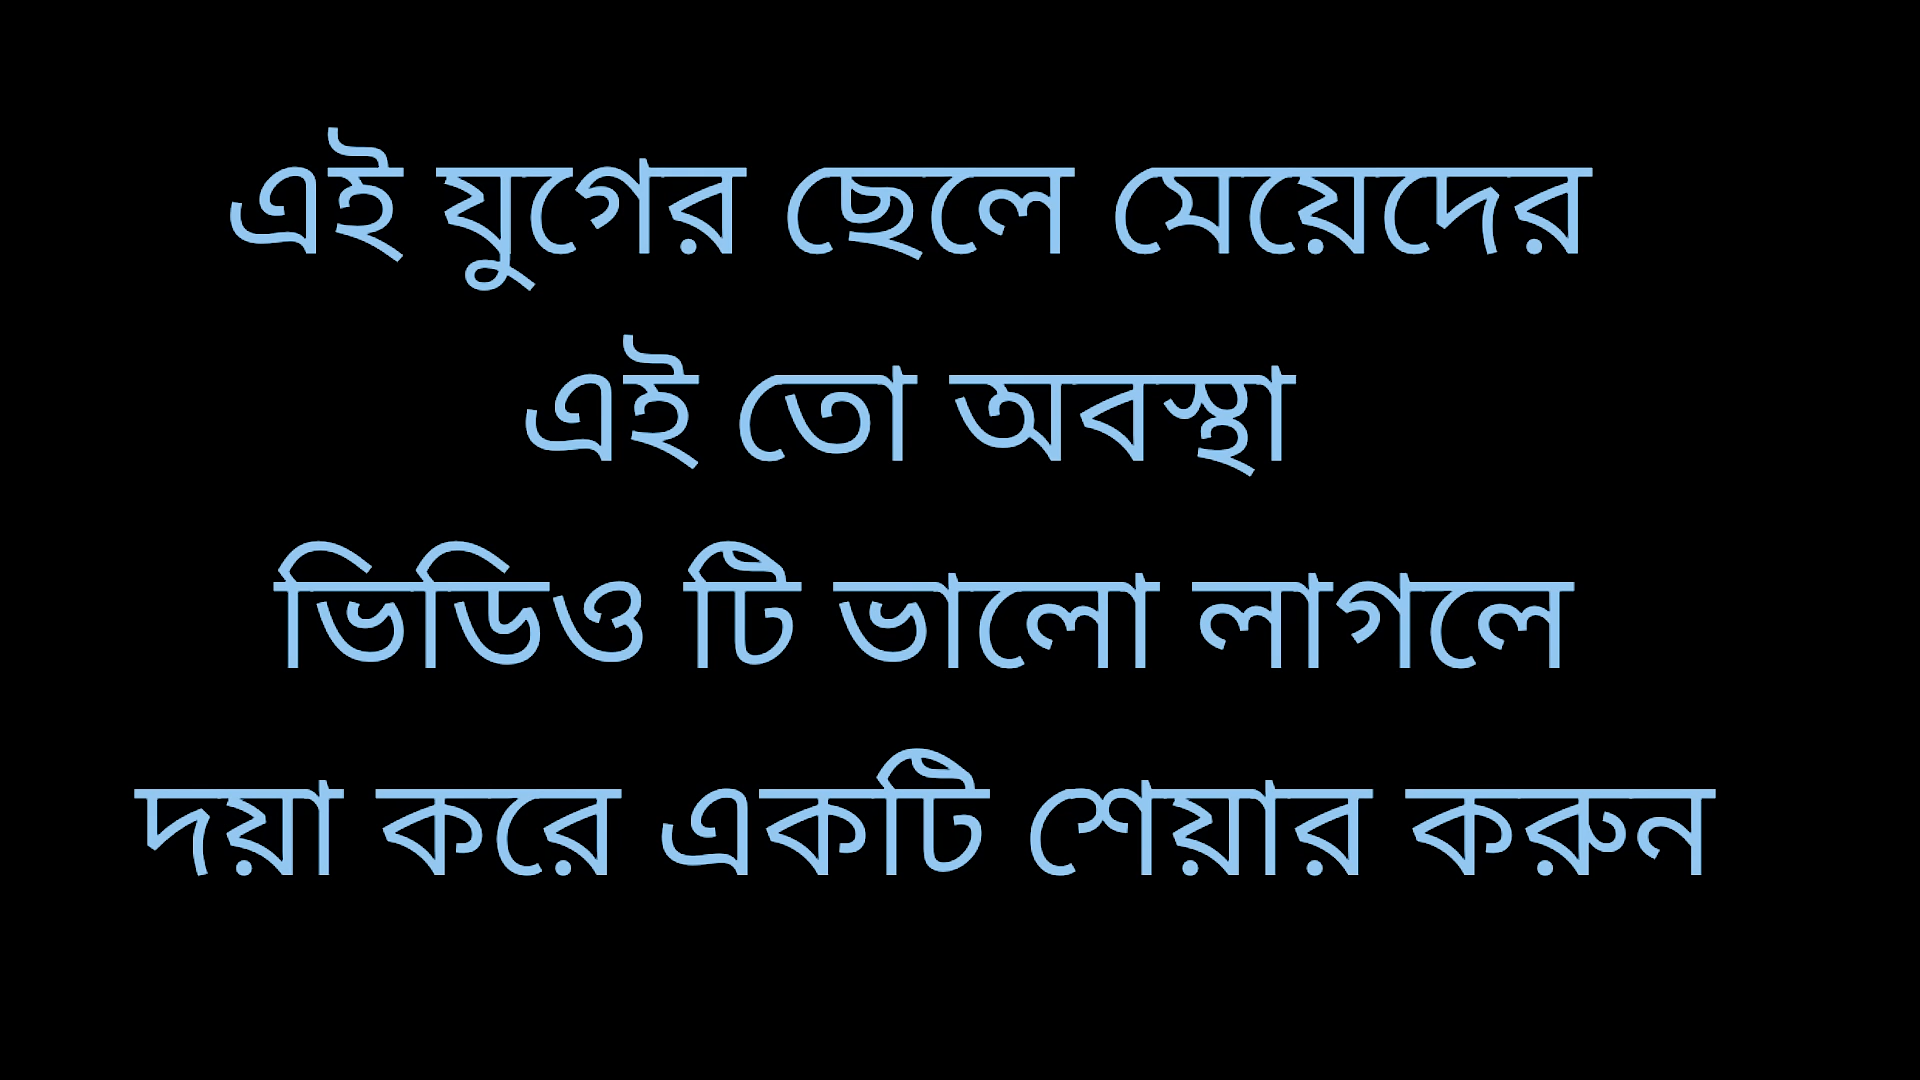 এই যুগের ছেলে মেয়েদের
এই তো অবস্থা
ভিডিও টি ভালো লাগলে
দয়া করে একটি শেয়ার করুন